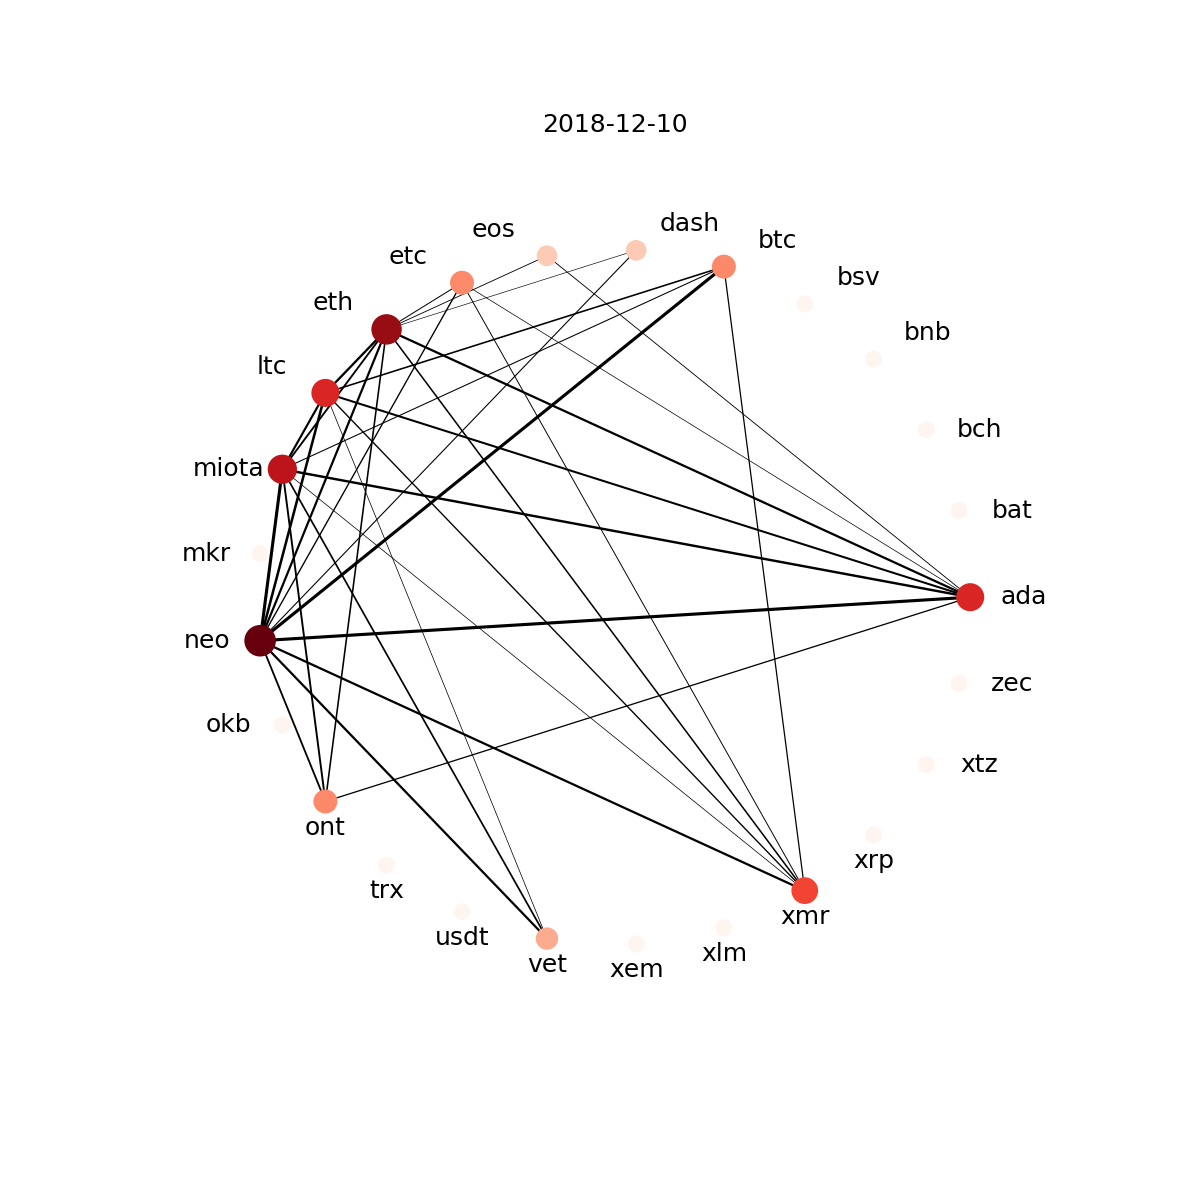 2018-12-10
dash
eos
btc
etc
bsv
eth
bnb
ltc
bch
miota
bat
mkr
ada
neo
zec
okb
xtz
ont
xrp
trx
xmr
usdt
xlm
vet
xem